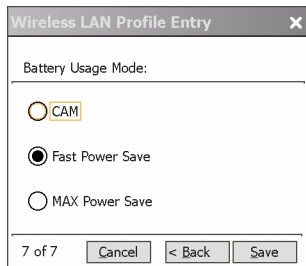 Wireless LAN Profile Entry ×
Battery Usage Mode:
CAM
Fast Power Save
MAX Power Save
7 of 7 Cancel < Back Save